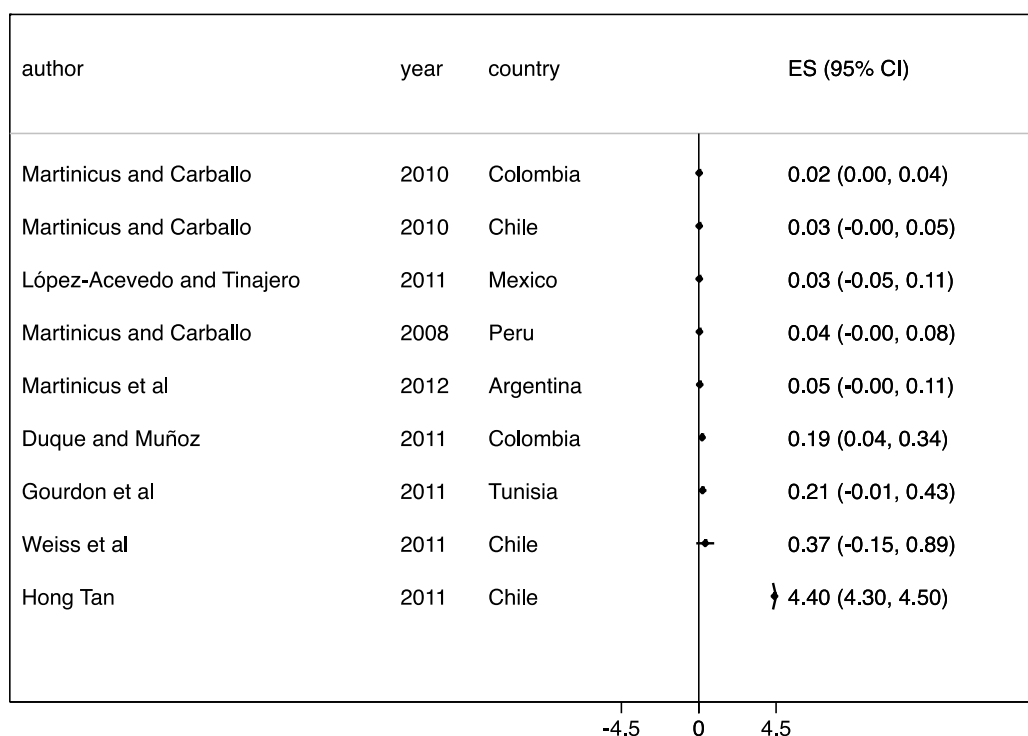 author year country ES (95% CI)
Martinicus and Carballo 2010 Colombia 0.02 (0.00, 0.04)
Martinicus and Carballo 2010 Chile 0.03 (-0.00, 0.05)
López-Acevedo and Tinajero 2011 Mexico 0.03 (-0.05, 0.11)
Martinicus and Carballo 2008 Peru 0.04 (-0.00, 0.08)
Martinicus et al 2012 Argentina 0.05 (-0.00, 0.11)
Duque and Muñoz 2011 Colombia 0.19 (0.04, 0.34)
Gourdon et al 2011 Tunisia 0.21 (-0.01, 0.43)
Weiss et al 2011 Chile 0.37 (-0.15, 0.89)
Hong Tan 2011 Chile 4.40 (4.30, 4.50)
-4.5 0 4.5